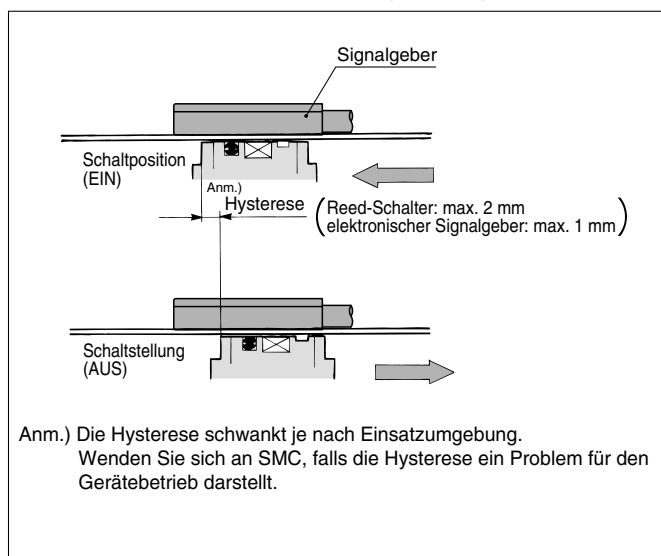 Signalgeber
Schaltposition
(EIN)
Anm.)
Hysterese
(Reed-Schalter: max. 2 mm
elektronischer Signalgeber: max. 1 mm)
Schaltstellung
(AUS)
Anm.) Die Hysterese schwankt je nach Einsatzumgebung.
Wenden Sie sich an SMC, falls die Hysterese ein Problem für den
Gerätebetrieb darstellt.